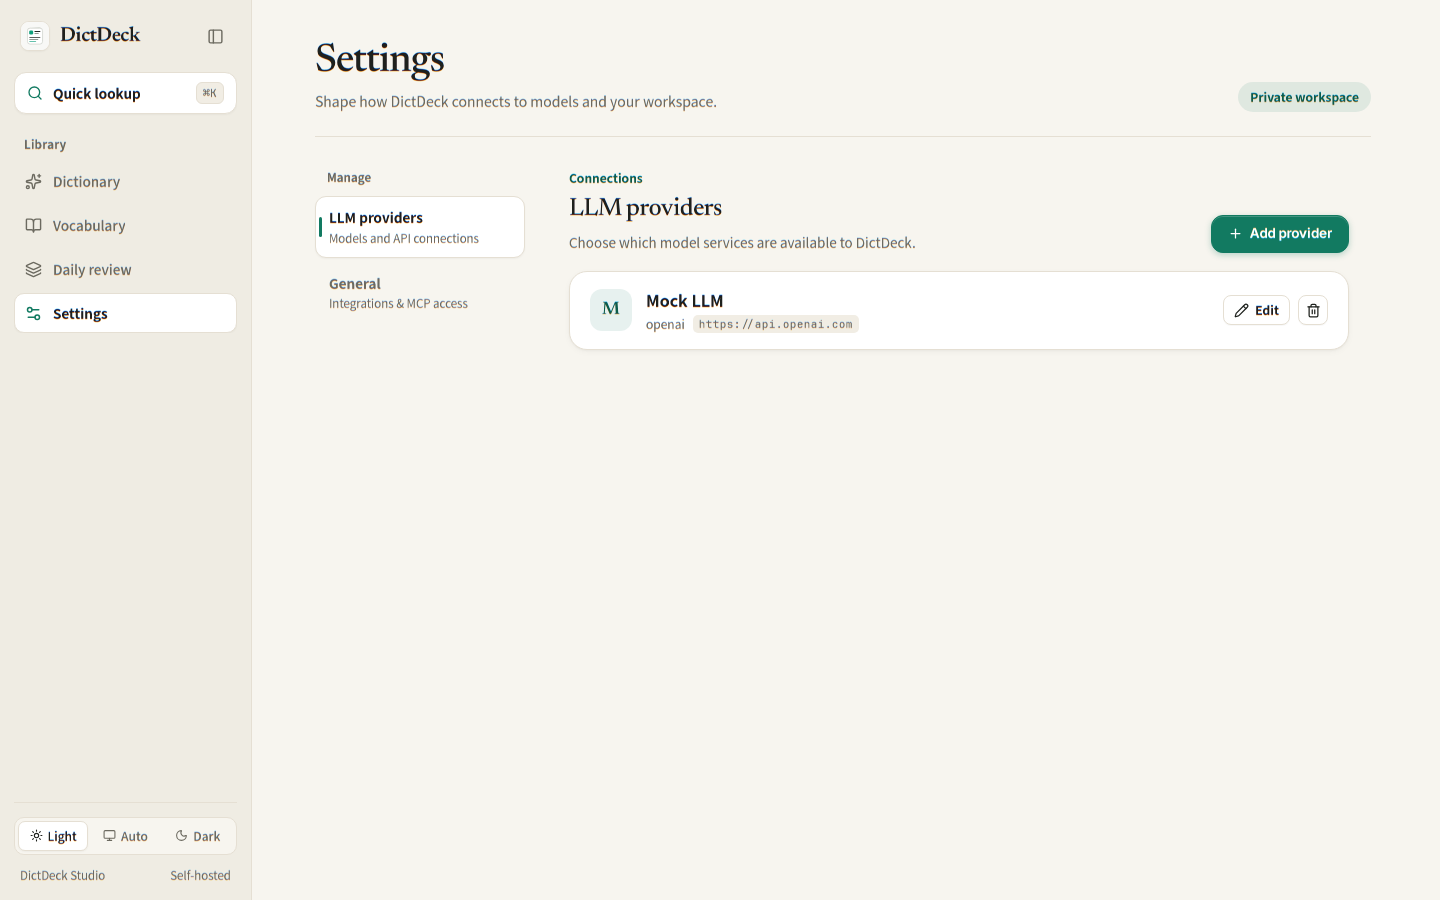 DictDeck
Quick lookup
⌘K
Library
Dictionary
Vocabulary
Daily review
Settings
Light
Auto
Dark
DictDeck Studio
Self-hosted
Settings
Shape how DictDeck connects to models and your workspace.
Private workspace
Manage
LLM providers
Models and API connections
General
Integrations & MCP access
Connections
LLM providers
Choose which model services are available to DictDeck.
Add provider
M
Mock LLM
openai https://api.openai.com
Edit